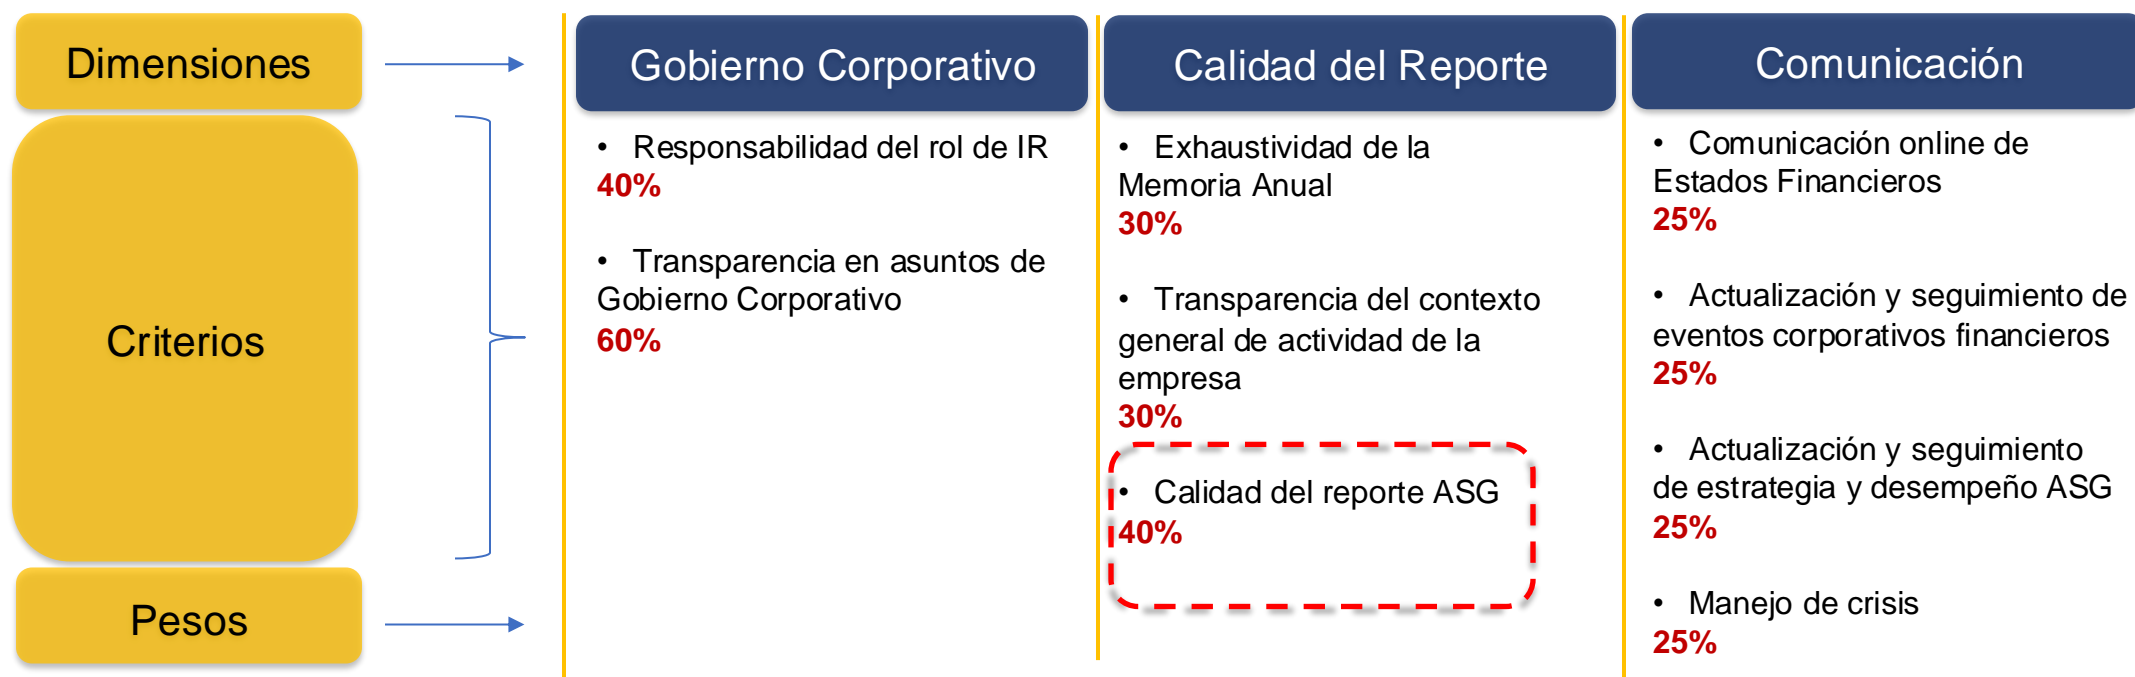 Dimensiones
Criterios
Pesos
Gobierno Corporativo
• Responsabilidad del rol de IR
40%
• Transparencia en asuntos de
Gobierno Corporativo
60%
Calidad del Reporte
• Exhaustividad de la
Memoria Anual
30%
• Transparencia del contexto
general de actividad de la
empresa
30%
• Calidad del reporte ASG
40%
Comunicación
• Comunicación online de
Estados Financieros
25%
• Actualización y seguimiento de
eventos corporativos financieros
25%
• Actualización y seguimiento
de estrategia y desempeño ASG
25%
• Manejo de crisis
25%